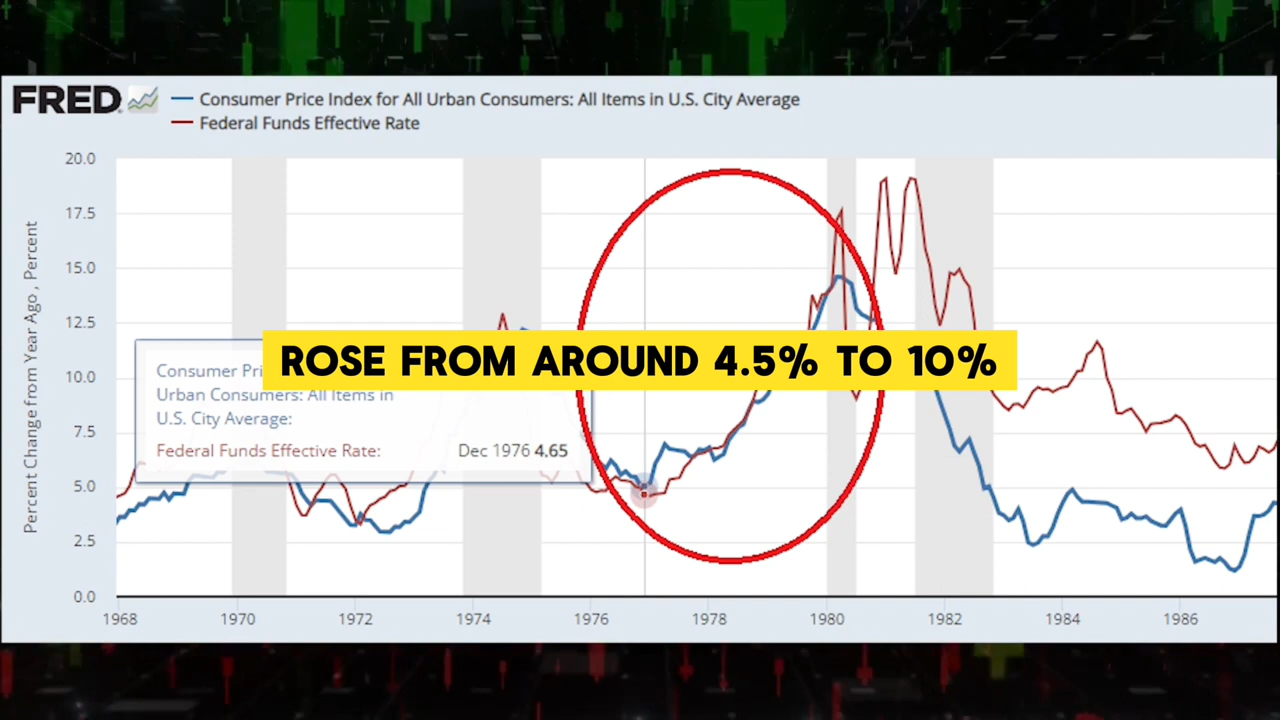 FRED
Consumer Price Index for All Urban Consumers: All Items in U.S. City Average
Federal Funds Effective Rate
Percent Change from Year Ago , Percent
20.0
17.5
15.0
12.5
10.0
7.5
5.0
2.5
0.0
Consumer Pri
Urban Consumers: All Items in
U.S. City Average:
Federal Funds Effective Rate: Dec 1976 4.65
ROSE FROM AROUND 4.5% TO 10%
1968 1970 1972 1974 1976 1978 1980 1982 1984 1986